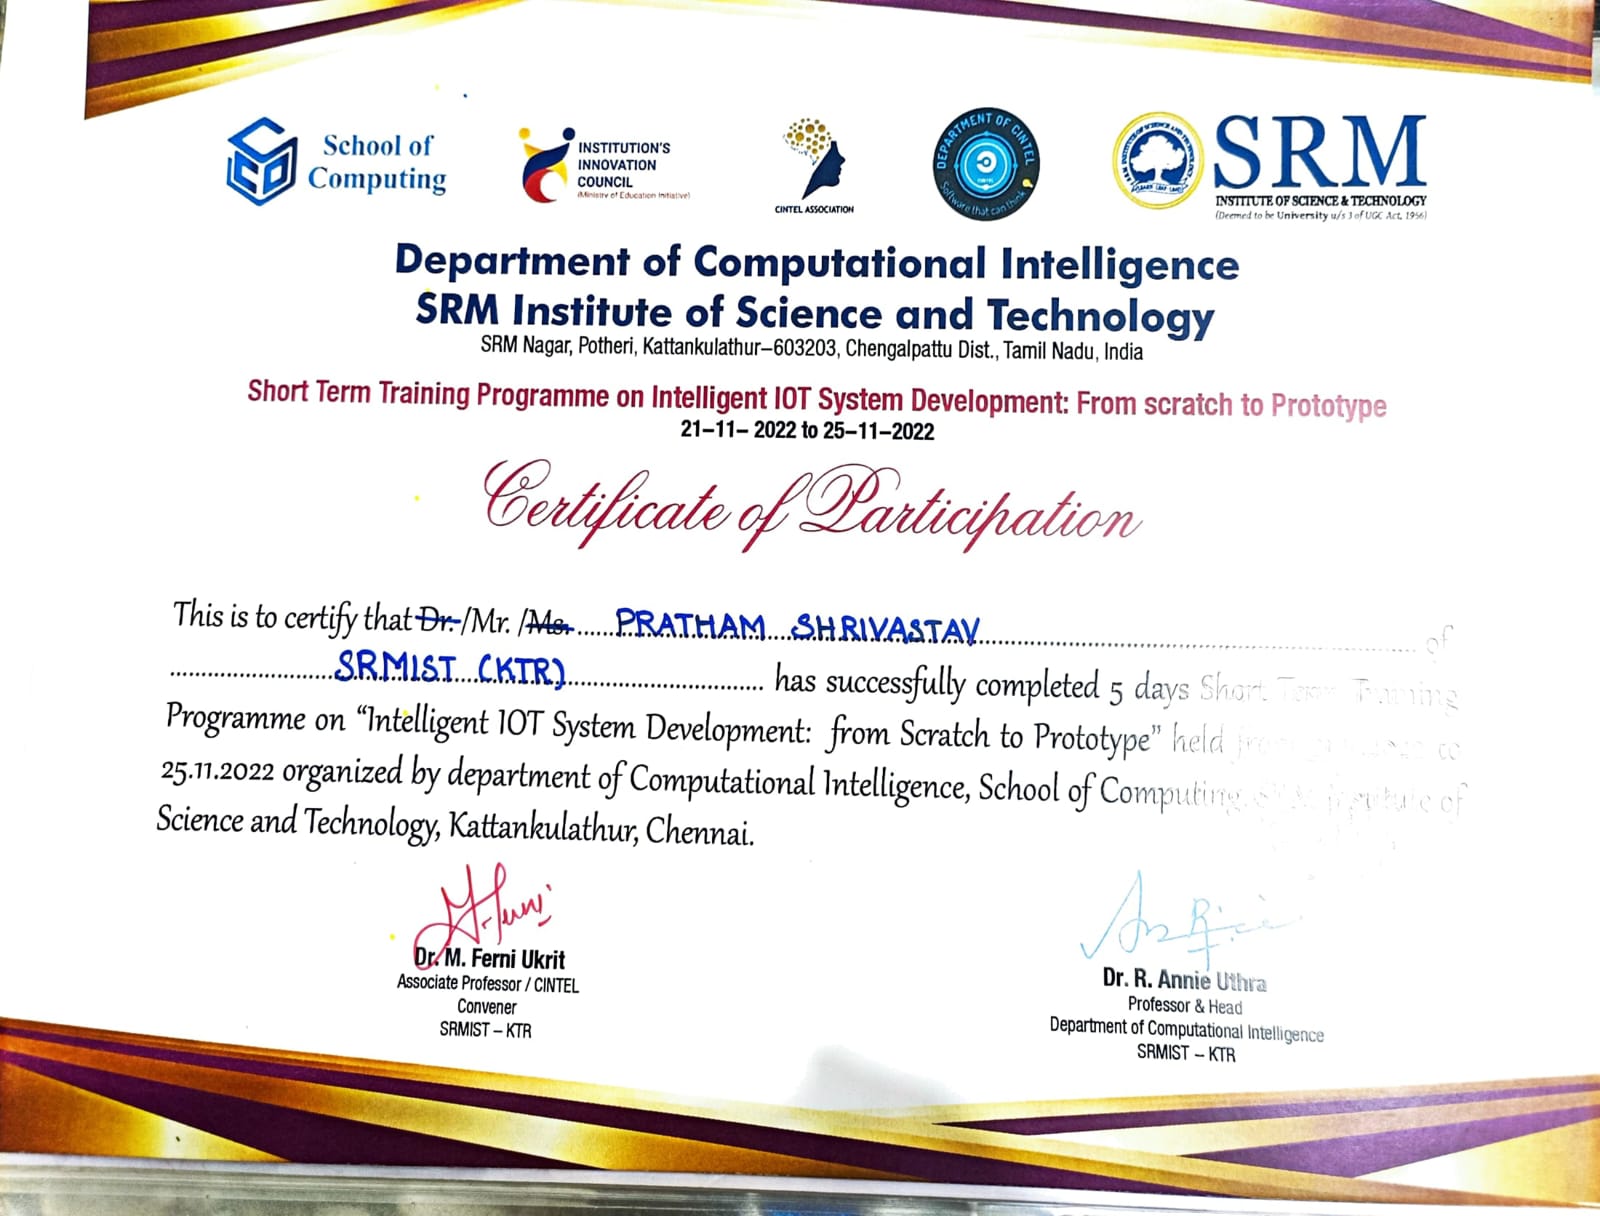 School of
Computing
INSTITUTION'S
INNOVATION
COUNCIL
(Ministry of Education Initiative)
CINTEL ASSOCIATION
DEPARTMENT OF CINTEL
Software that can think
SRM
INSTITUTE OF SCIENCE & TECHNOLOGY
(Deemed to be University u/s 3 of UGC Act, 1956)
Department of Computational Intelligence
SRM Institute of Science and Technology
SRM Nagar, Potheri, Kattankulathur–603203, Chengalpattu Dist., Tamil Nadu, India
Short Term Training Programme on Intelligent IOT System Development: From scratch to Prototype
21–11– 2022 to 25–11–2022
Certificate of Participation
This is to certify that Dr./Mr. /Ms. PRATHAM SHRIVASTAV of
SRMIST (KTR) has successfully completed 5 days Short Term Training
Programme on “Intelligent IOT System Development: from Scratch to Prototype” held
25.11.2022 organized by department of Computational Intelligence, School of Computing, Institute of
Science and Technology, Kattankulathur, Chennai.
Dr. M. Ferni Ukrit
Associate Professor / CINTEL
Convener
SRMIST – KTR
Dr. R. Annie Uthra
Professor & Head
Department of Computational Intelligence
SRMIST – KTR